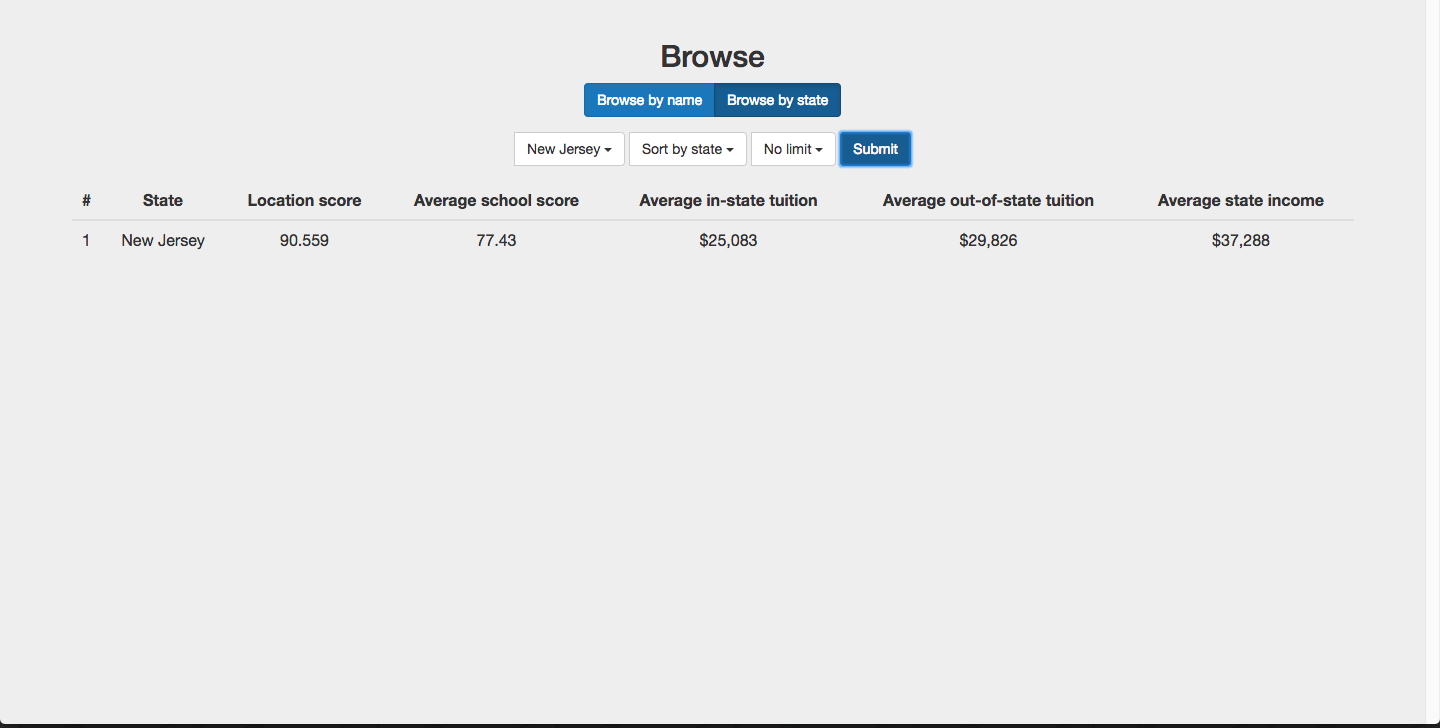 Browse
Browse by name Browse by state
New Jersey Sort by state No limit Submit
# State Location score Average school score Average in-state tuition Average out-of-state tuition Average state income
1 New Jersey 90.559 77.43 $25,083 $29,826 $37,288